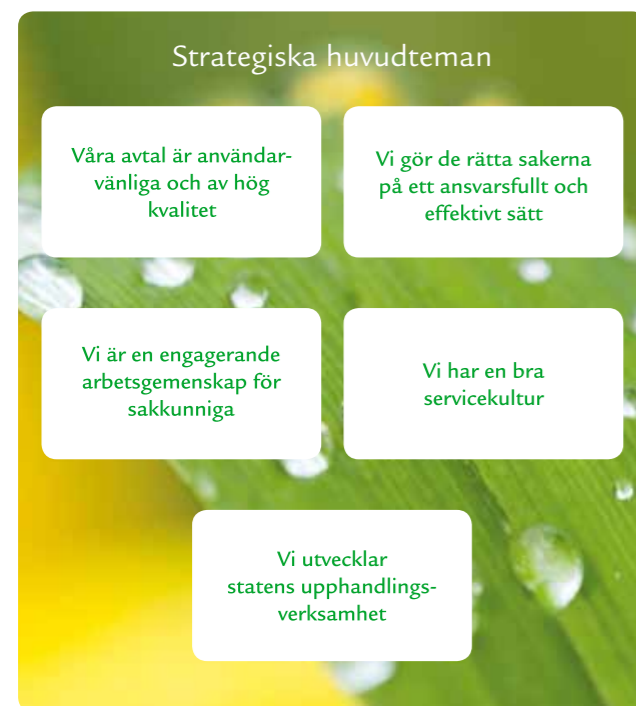 Strategiska huvudteman
Våra avtal är användar-
vänliga och av hög
kvalitet
Vi gör de rätta sakerna
på ett ansvarsfullt och
effektivt sätt
Vi är en engagerande
arbetsgemenskap för
sakkunniga
Vi har en bra
servicekultur
Vi utvecklar
statens upphandlings-
verksamhet